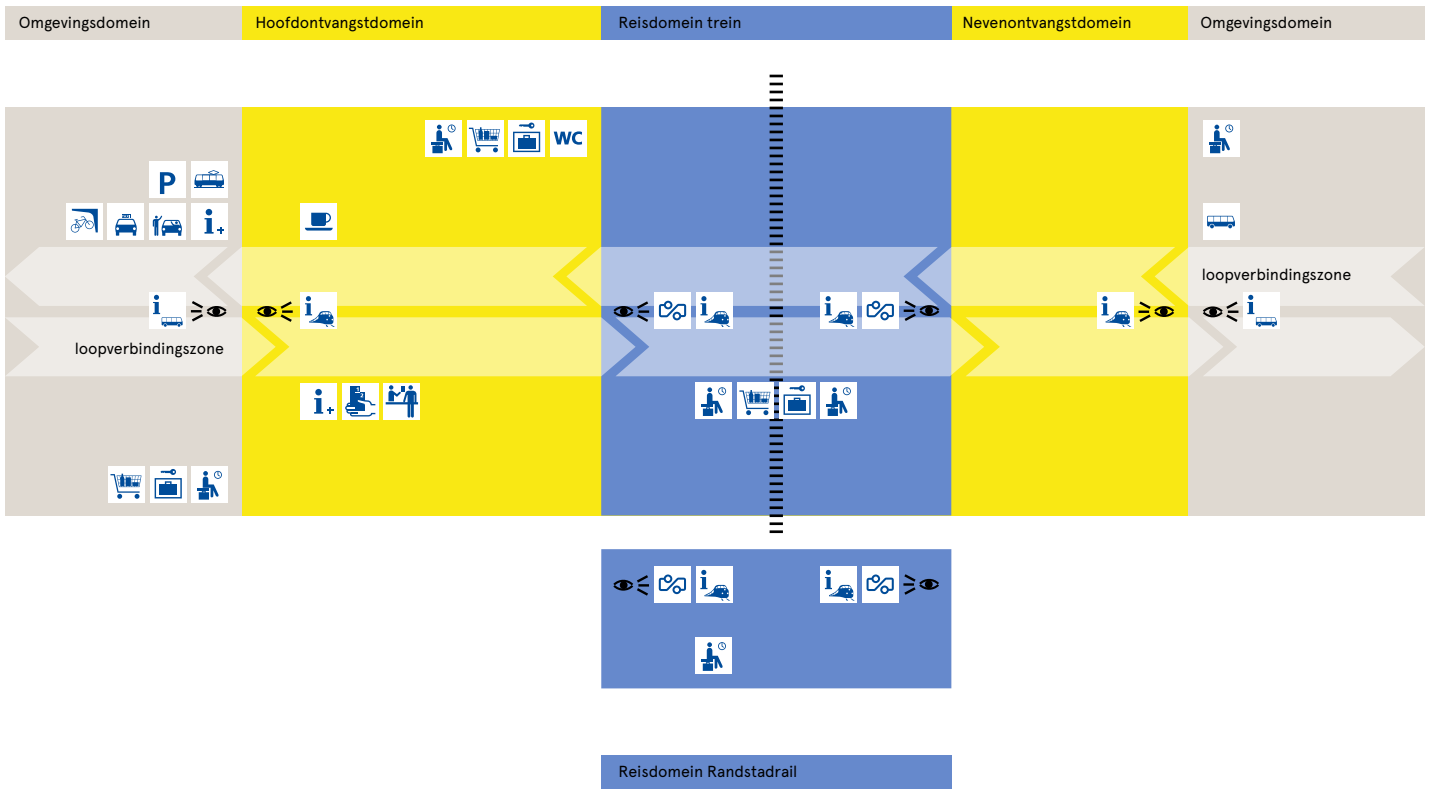 Omgevingsdomein
Hoofdontvangstdomein
Reisdomein trein
Nevenontvangstdomein
Omgevingsdomein
WC
P
i+
loopverbindingszone
i
i
i
i
i
i
loopverbindingszone
i+
i
i
Reisdomein Randstadrail